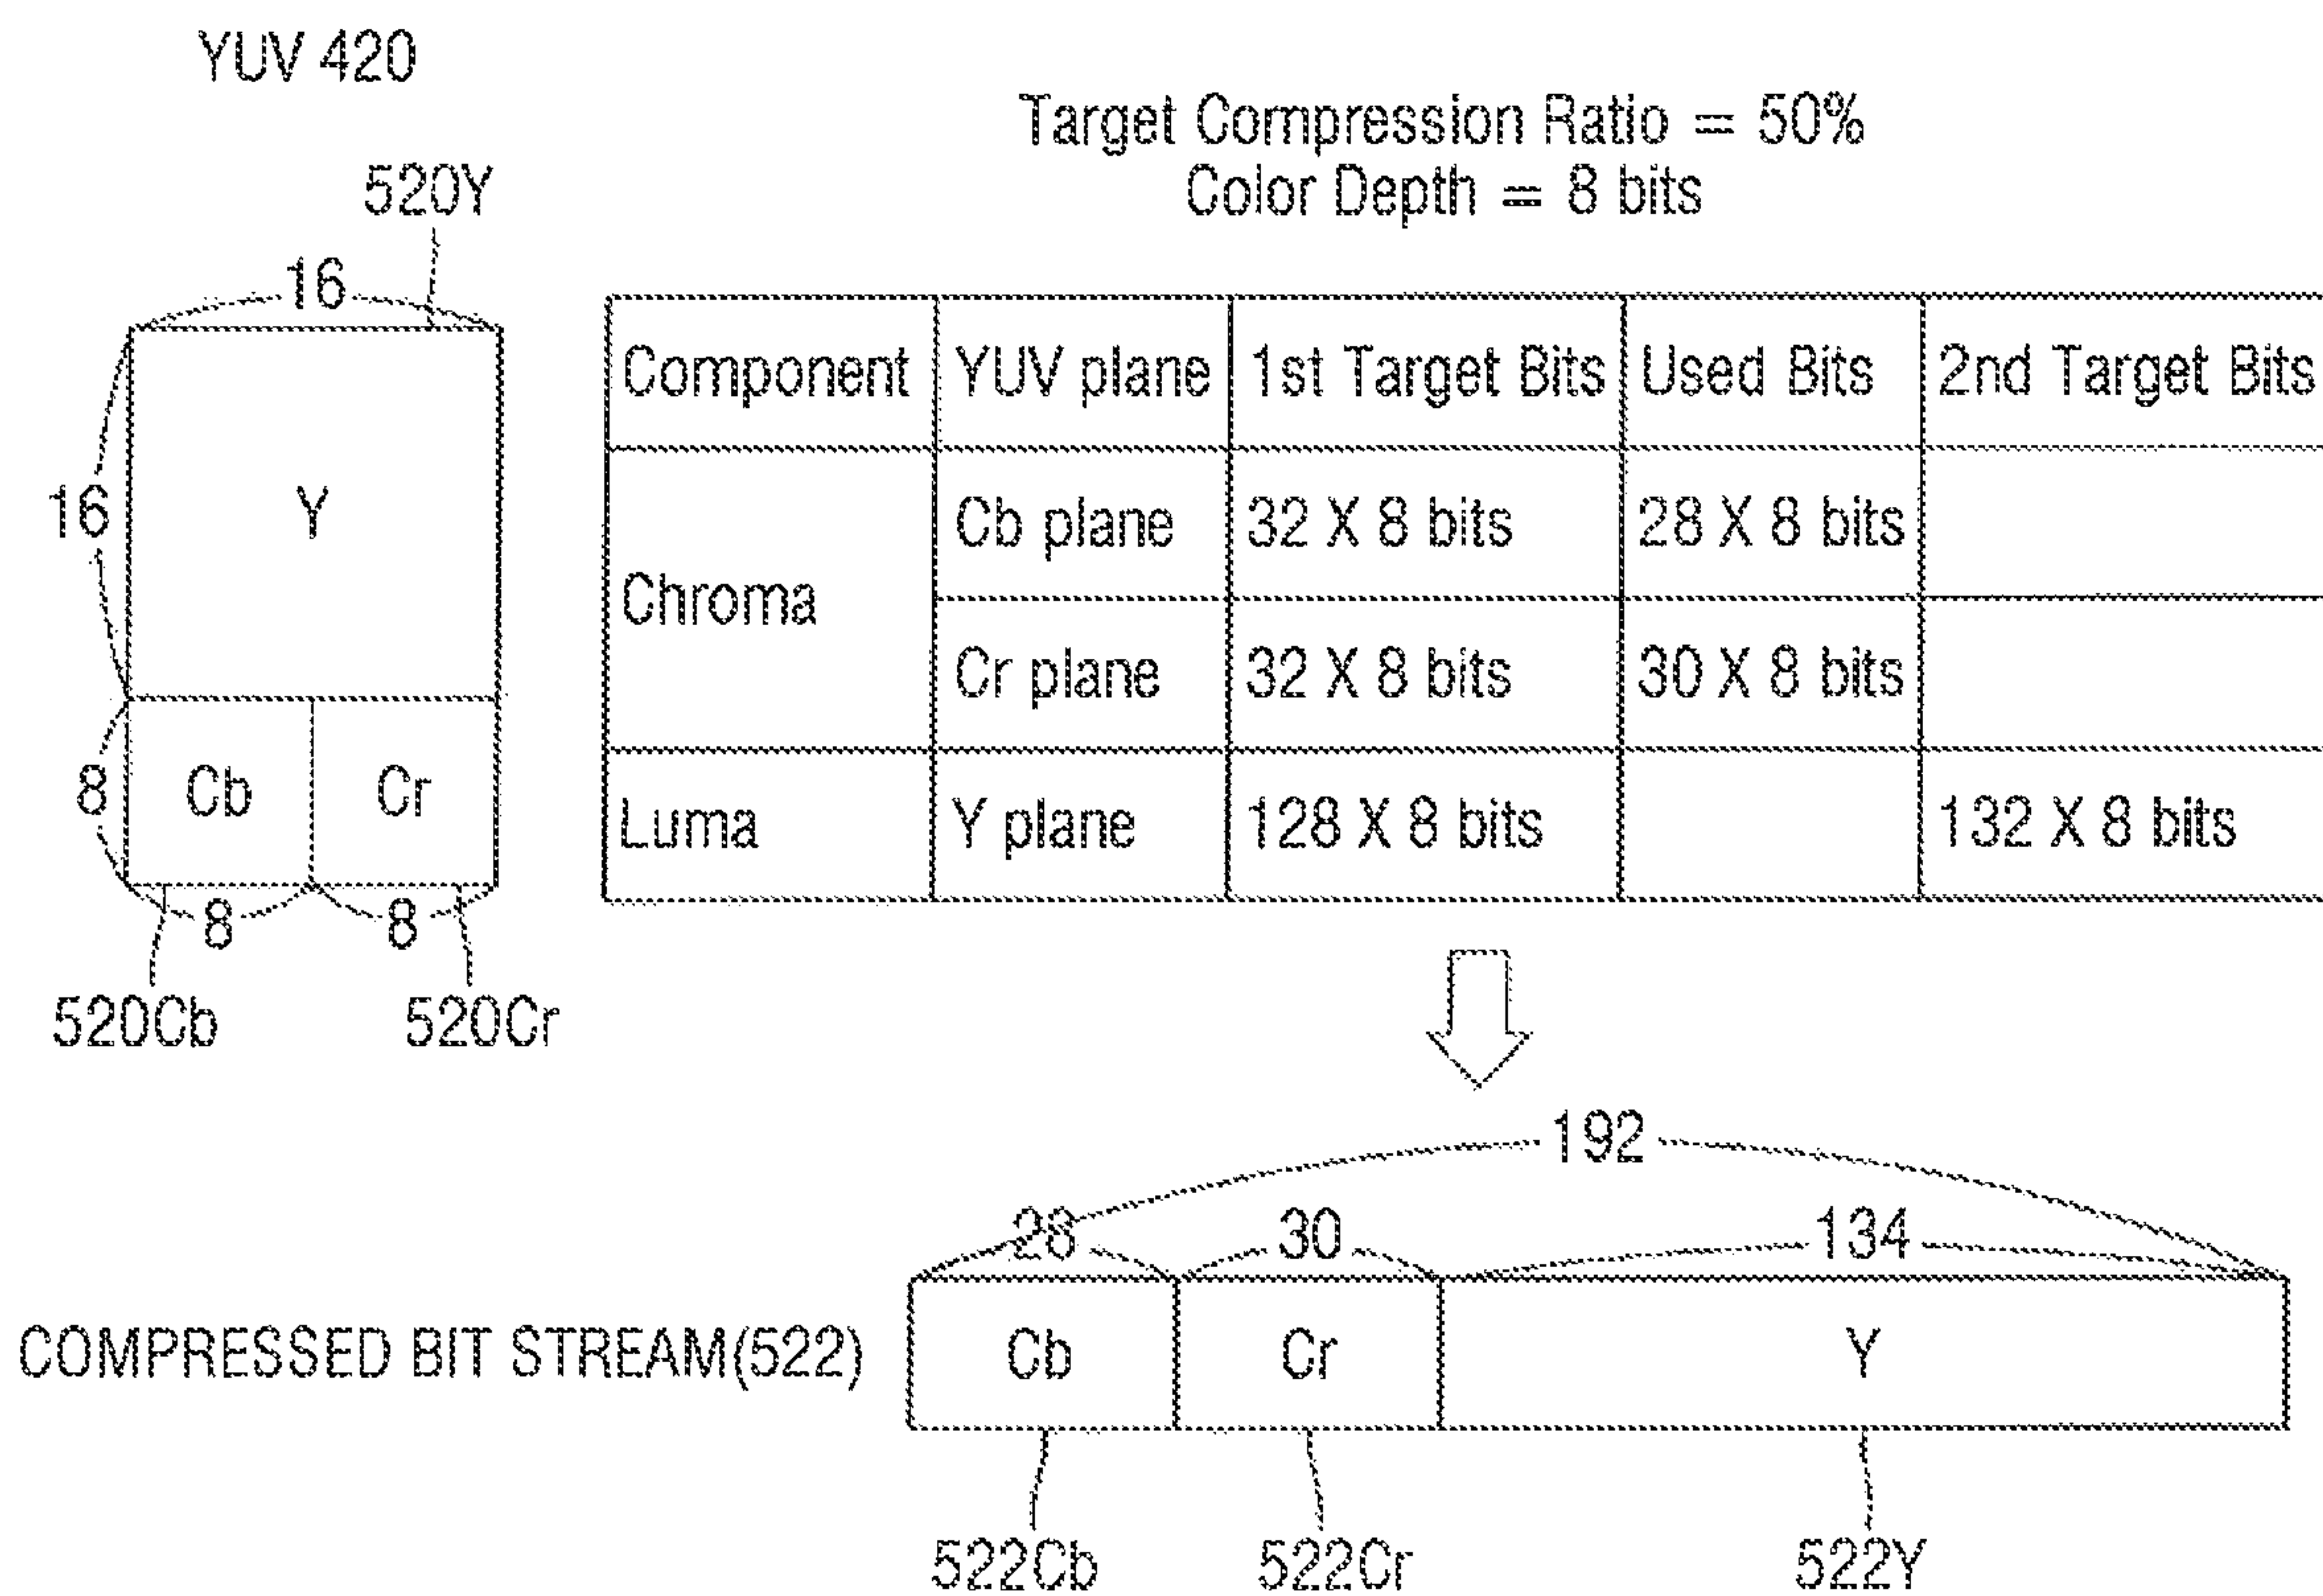 YUV 420
Target Compression Ratio = 50%
Color Depth = 8 bits
520Y
16
16
Y
8
Cb
Cr
8
8
520Cb
520Cr
Component
YUV plane
1st Target Bits
Used Bits
2nd Target Bits
Chroma
Cb plane
32 X 8 bits
28 X 8 bits
Cr plane
32 X 8 bits
30 X 8 bits
Luma
Y plane
128 X 8 bits
132 X 8 bits
192
28
30
134
COMPRESSED BIT STREAM(522)
Cb
Cr
Y
522Cb
522Cr
522Y